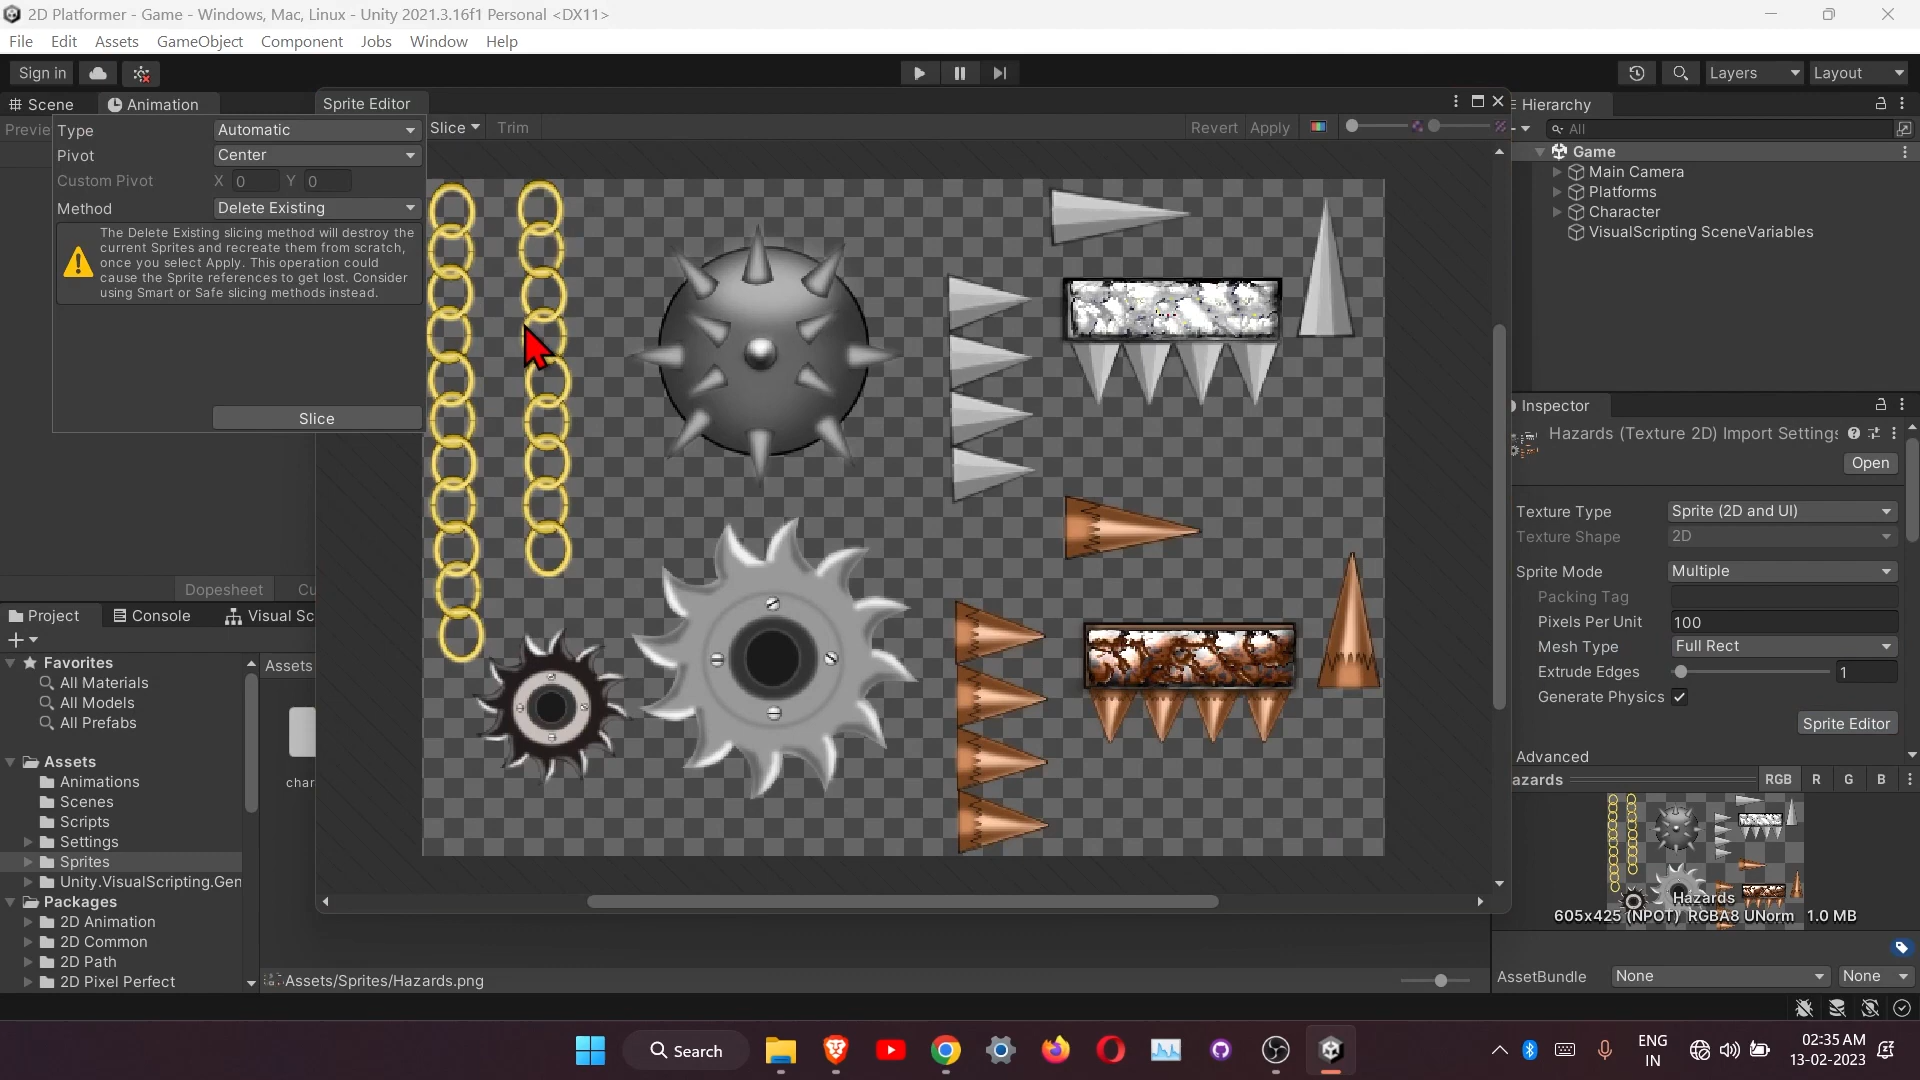 2D Platformer - Game - Windows, Mac, Linux - Unity 2021.3.16f1 Personal <DX11>
File Edit Assets GameObject Component Jobs Window Help
Sign in
Layers
Layout
Scene
Animation
Sprite Editor
Hierarchy
Previe
Type
Automatic
Slice
Trim
Revert
Apply
All
Pivot
Center
Custom Pivot
X 0 Y 0
Method
Delete Existing
The Delete Existing slicing method will destroy the
current Sprites and recreate them from scratch,
once you select Apply. This operation could
cause the Sprite references to get lost. Consider
using Smart or Safe slicing methods instead.
Slice
Game
Main Camera
Platforms
Character
VisualScripting SceneVariables
Inspector
Hazards (Texture 2D) Import Settings
Open
Texture Type
Sprite (2D and UI)
Texture Shape
2D
Sprite Mode
Multiple
Packing Tag
Pixels Per Unit
100
Mesh Type
Full Rect
Extrude Edges
1
Generate Physics
Sprite Editor
Advanced
azards
RGB R G B
Hazards
605x425 (NPOT) RGBA8 UNorm 1.0 MB
AssetBundle
None
None
Dopesheet
Cu
Project
Console
Visual Sc
Favorites
All Materials
All Models
All Prefabs
Assets
Animations
Scenes
Scripts
Settings
Sprites
Unity.VisualScripting.Gen
Packages
2D Animation
2D Common
2D Path
2D Pixel Perfect
Assets
char
Assets/Sprites/Hazards.png
Search
ENG
IN
02:35 AM
13-02-2023